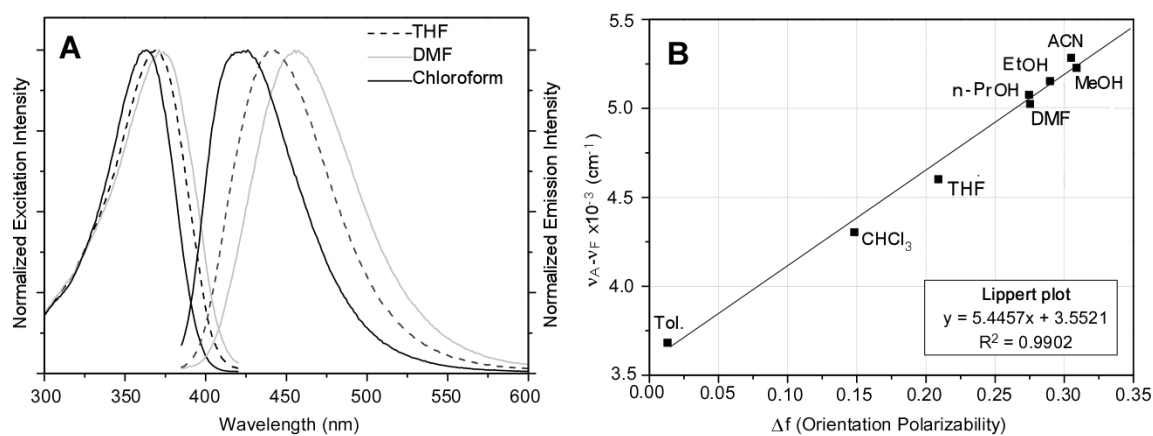 A
THF
DMF
Chloroform
Normalized Excitation Intensity
Normalized Emission Intensity
300 350 400 450 500 550 600
Wavelength (nm)
B
5.5
5.0
4.5
4.0
3.5
νA-νF x10⁻³ (cm⁻¹)
ACN
EtOH
MeOH
n-PrOH
DMF
THF
CHCl₃
Tol.
Lippert plot
y = 5.4457x + 3.5521
R² = 0.9902
0.00 0.05 0.10 0.15 0.20 0.25 0.30 0.35
Δf (Orientation Polarizability)